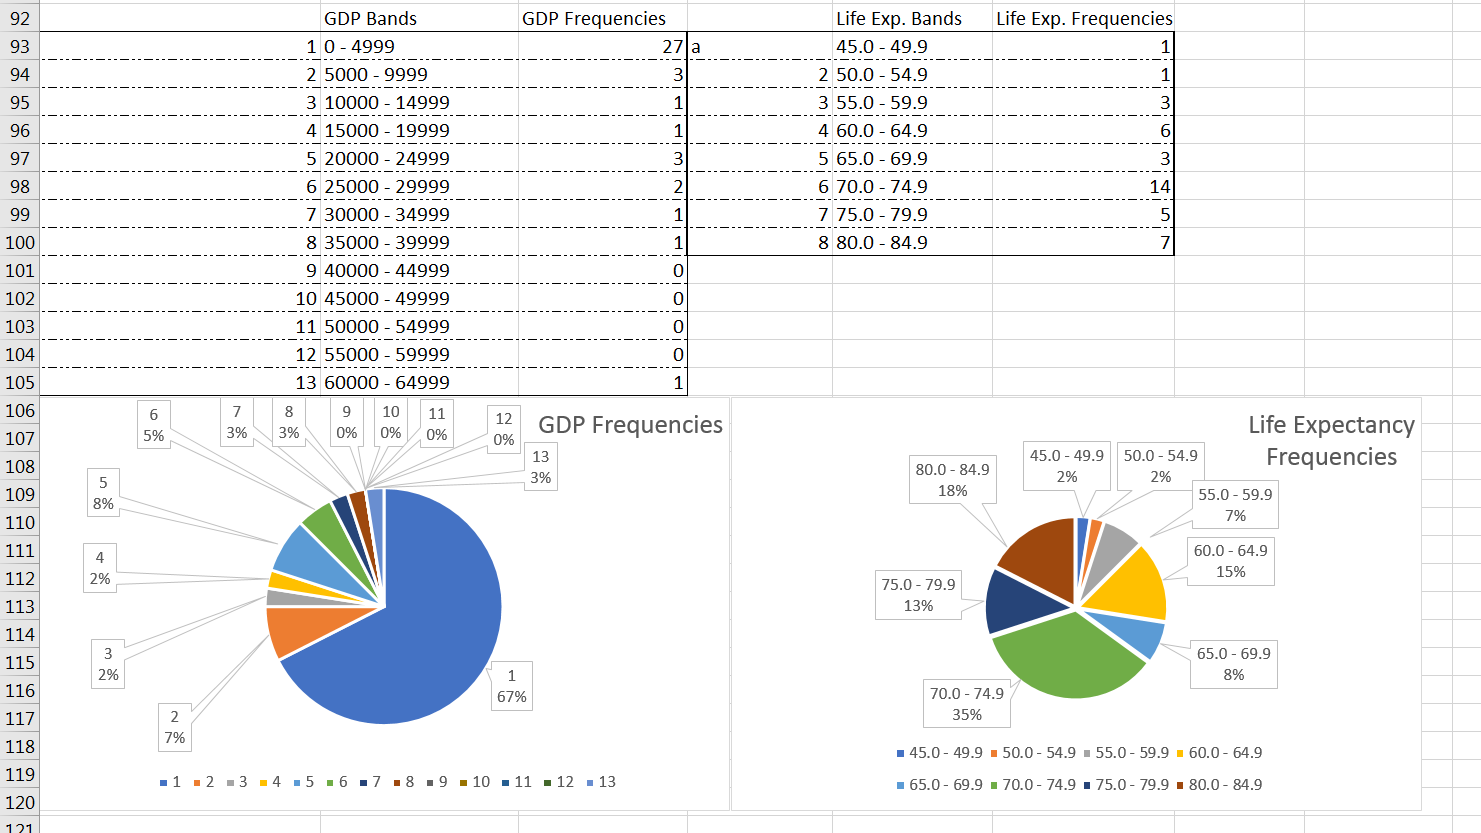 92 GDP Bands GDP Frequencies Life Exp. Bands Life Exp. Frequencies
93 1 0 - 4999 27 a 45.0 - 49.9 1
94 2 5000 - 9999 3 2 50.0 - 54.9 1
95 3 10000 - 14999 1 3 55.0 - 59.9 3
96 4 15000 - 19999 1 4 60.0 - 64.9 6
97 5 20000 - 24999 3 5 65.0 - 69.9 3
98 6 25000 - 29999 2 6 70.0 - 74.9 14
99 7 30000 - 34999 1 7 75.0 - 79.9 5
100 8 35000 - 39999 1 8 80.0 - 84.9 7
101 9 40000 - 44999 0
102 10 45000 - 49999 0
103 11 50000 - 54999 0
104 12 55000 - 59999 0
105 13 60000 - 64999 1
106
107
108
109
110
111
112
113
114
115
116
117
118
119
120
121
GDP Frequencies
6
5%
7
3%
8
3%
9
0%
10
0%
11
0%
12
0%
13
3%
5
8%
4
2%
3
2%
2
7%
1
67%
1 2 3 4 5 6 7 8 9 10 11 12 13
Life Expectancy
Frequencies
45.0 - 49.9
2%
50.0 - 54.9
2%
55.0 - 59.9
7%
60.0 - 64.9
15%
65.0 - 69.9
8%
70.0 - 74.9
35%
75.0 - 79.9
13%
80.0 - 84.9
18%
45.0 - 49.9 50.0 - 54.9 55.0 - 59.9 60.0 - 64.9
65.0 - 69.9 70.0 - 74.9 75.0 - 79.9 80.0 - 84.9